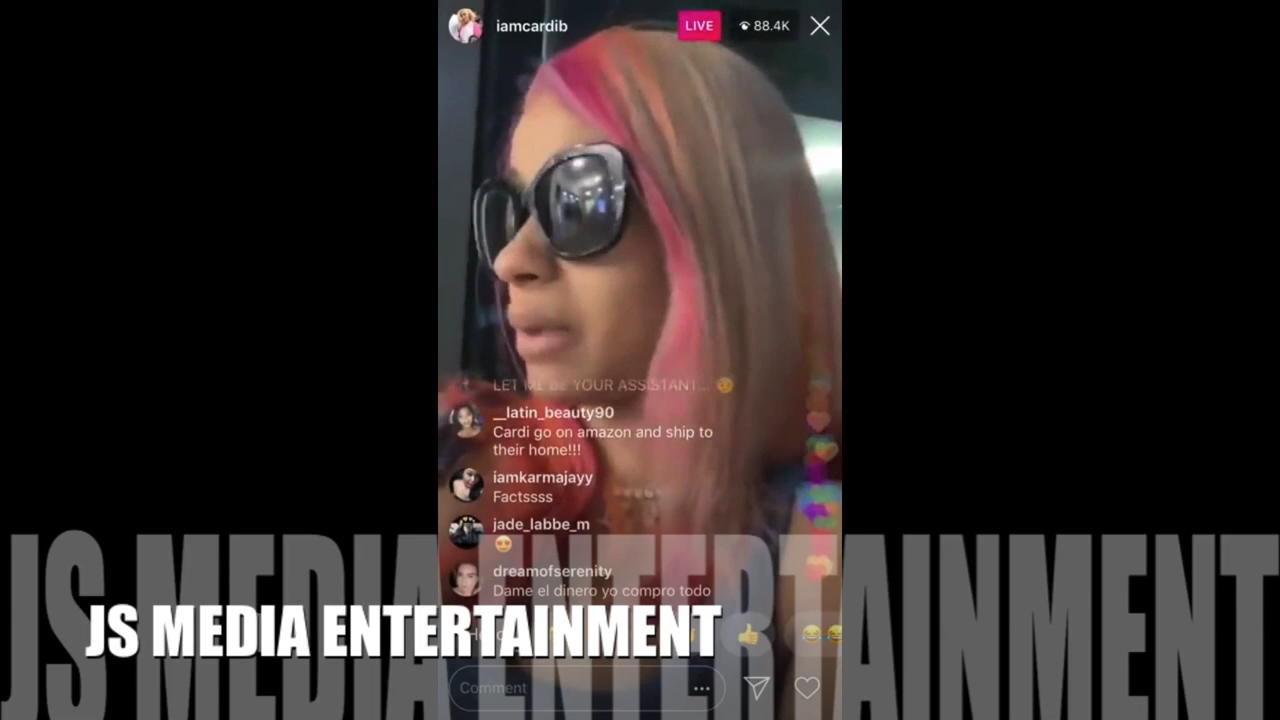 iamcardib
LIVE
88.4K
LET ME BE YOUR ASSISTANT...
__latin_beauty90
Cardi go on amazon and ship to
their home!!!
iamkarmajayy
Factssss
jade_labbe_m
dreamofserenity
Dame el dinero yo compro todo
JS MEDIA ENTERTAINMENT
JS MEDIA ENTERTAINMENT
Comment